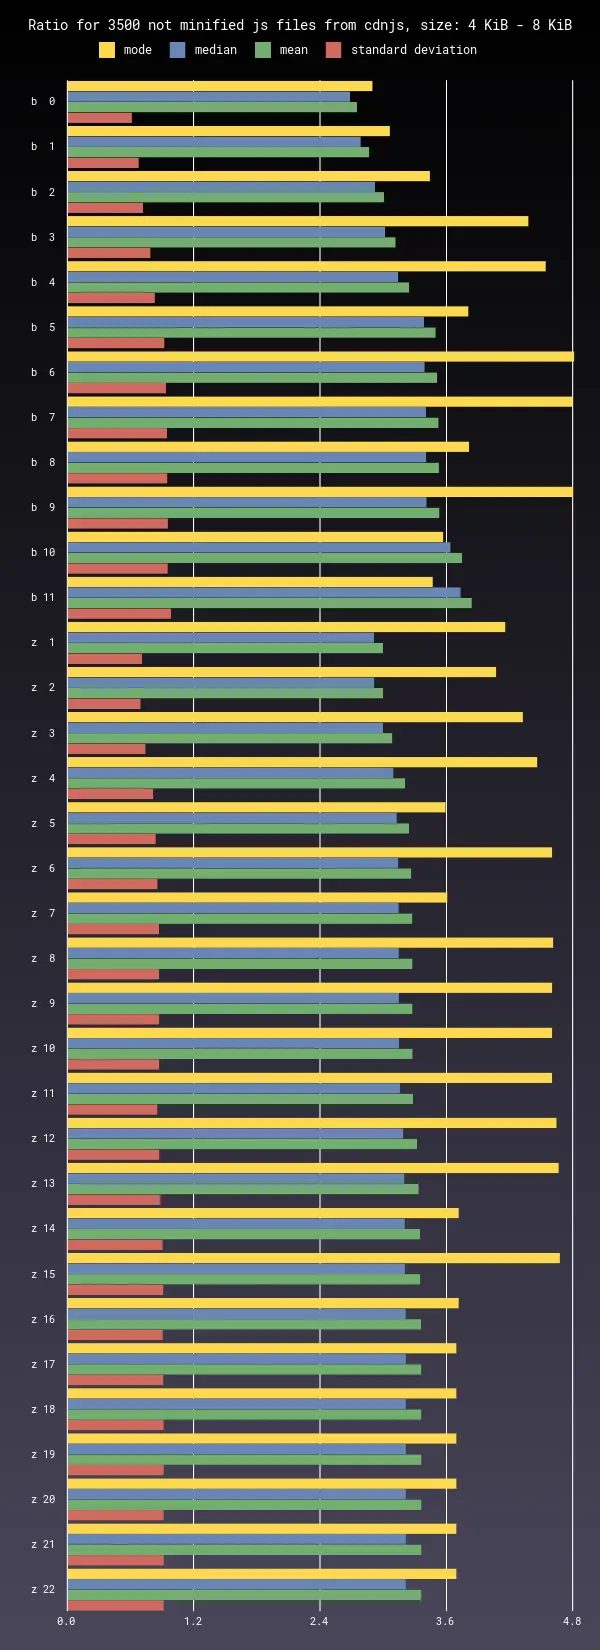 Ratio for 3500 not minified js files from cdnjs, size: 4 KiB - 8 KiB
mode median mean standard deviation
b 0
b 1
b 2
b 3
b 4
b 5
b 6
b 7
b 8
b 9
b 10
b 11
z 1
z 2
z 3
z 4
z 5
z 6
z 7
z 8
z 9
z 10
z 11
z 12
z 13
z 14
z 15
z 16
z 17
z 18
z 19
z 20
z 21
z 22
0.0 1.2 2.4 3.6 4.8